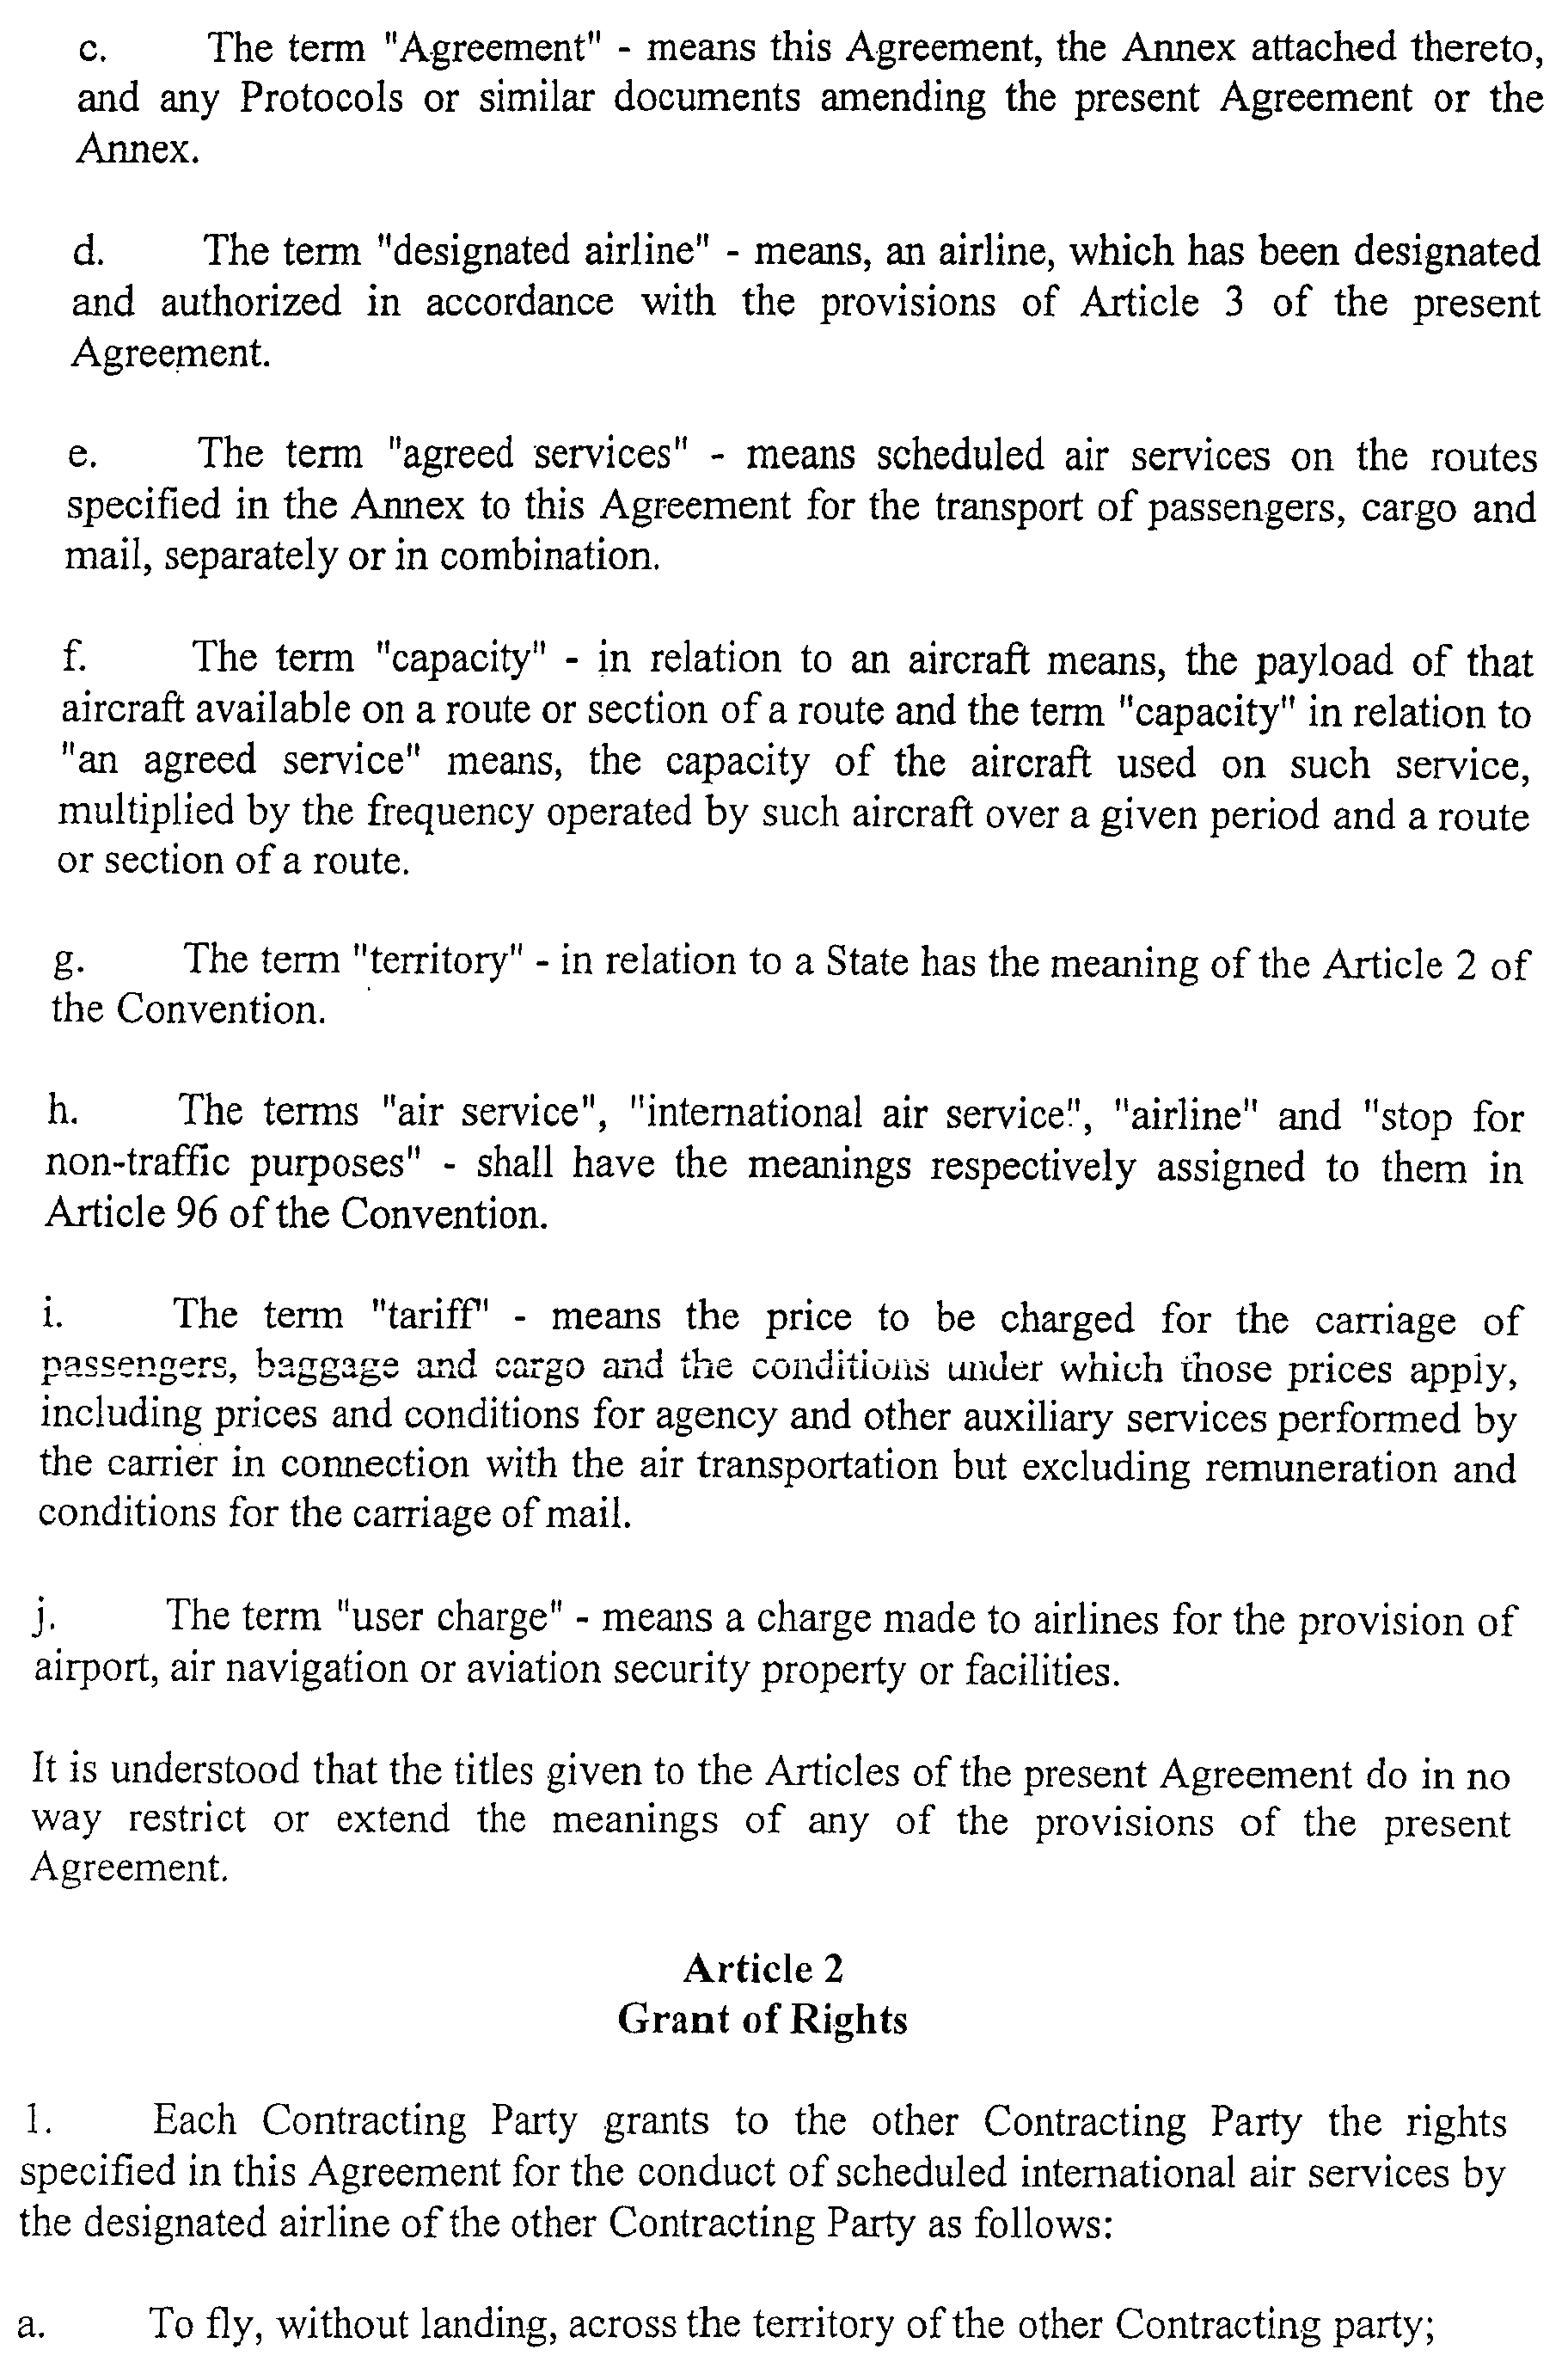 c. The term "Agreement" - means this Agreement, the Annex attached thereto,
and any Protocols or similar documents amending the present Agreement or the
Annex.
d. The term "designated airline" - means, an airline, which has been designated
and authorized in accordance with the provisions of Article 3 of the present
Agreement.
e. The term "agreed services" - means scheduled air services on the routes
specified in the Annex to this Agreement for the transport of passengers, cargo and
mail, separately or in combination.
f. The term "capacity" - in relation to an aircraft means, the payload of that
aircraft available on a route or section of a route and the term "capacity" in relation to
"an agreed service" means, the capacity of the aircraft used on such service,
multiplied by the frequency operated by such aircraft over a given period and a route
or section of a route.
g. The term "territory" - in relation to a State has the meaning of the Article 2 of
the Convention.
h. The terms "air service", "international air service", "airline" and "stop for
non-traffic purposes" - shall have the meanings respectively assigned to them in
Article 96 of the Convention.
i. The term "tariff" - means the price to be charged for the carriage of
passengers, baggage and cargo and the conditions under which those prices apply,
including prices and conditions for agency and other auxiliary services performed by
the carrier in connection with the air transportation but excluding remuneration and
conditions for the carriage of mail.
j. The term "user charge" - means a charge made to airlines for the provision of
airport, air navigation or aviation security property or facilities.
It is understood that the titles given to the Articles of the present Agreement do in no
way restrict or extend the meanings of any of the provisions of the present
Agreement.
Article 2
Grant of Rights
1. Each Contracting Party grants to the other Contracting Party the rights
specified in this Agreement for the conduct of scheduled international air services by
the designated airline of the other Contracting Party as follows:
a. To fly, without landing, across the territory of the other Contracting party;